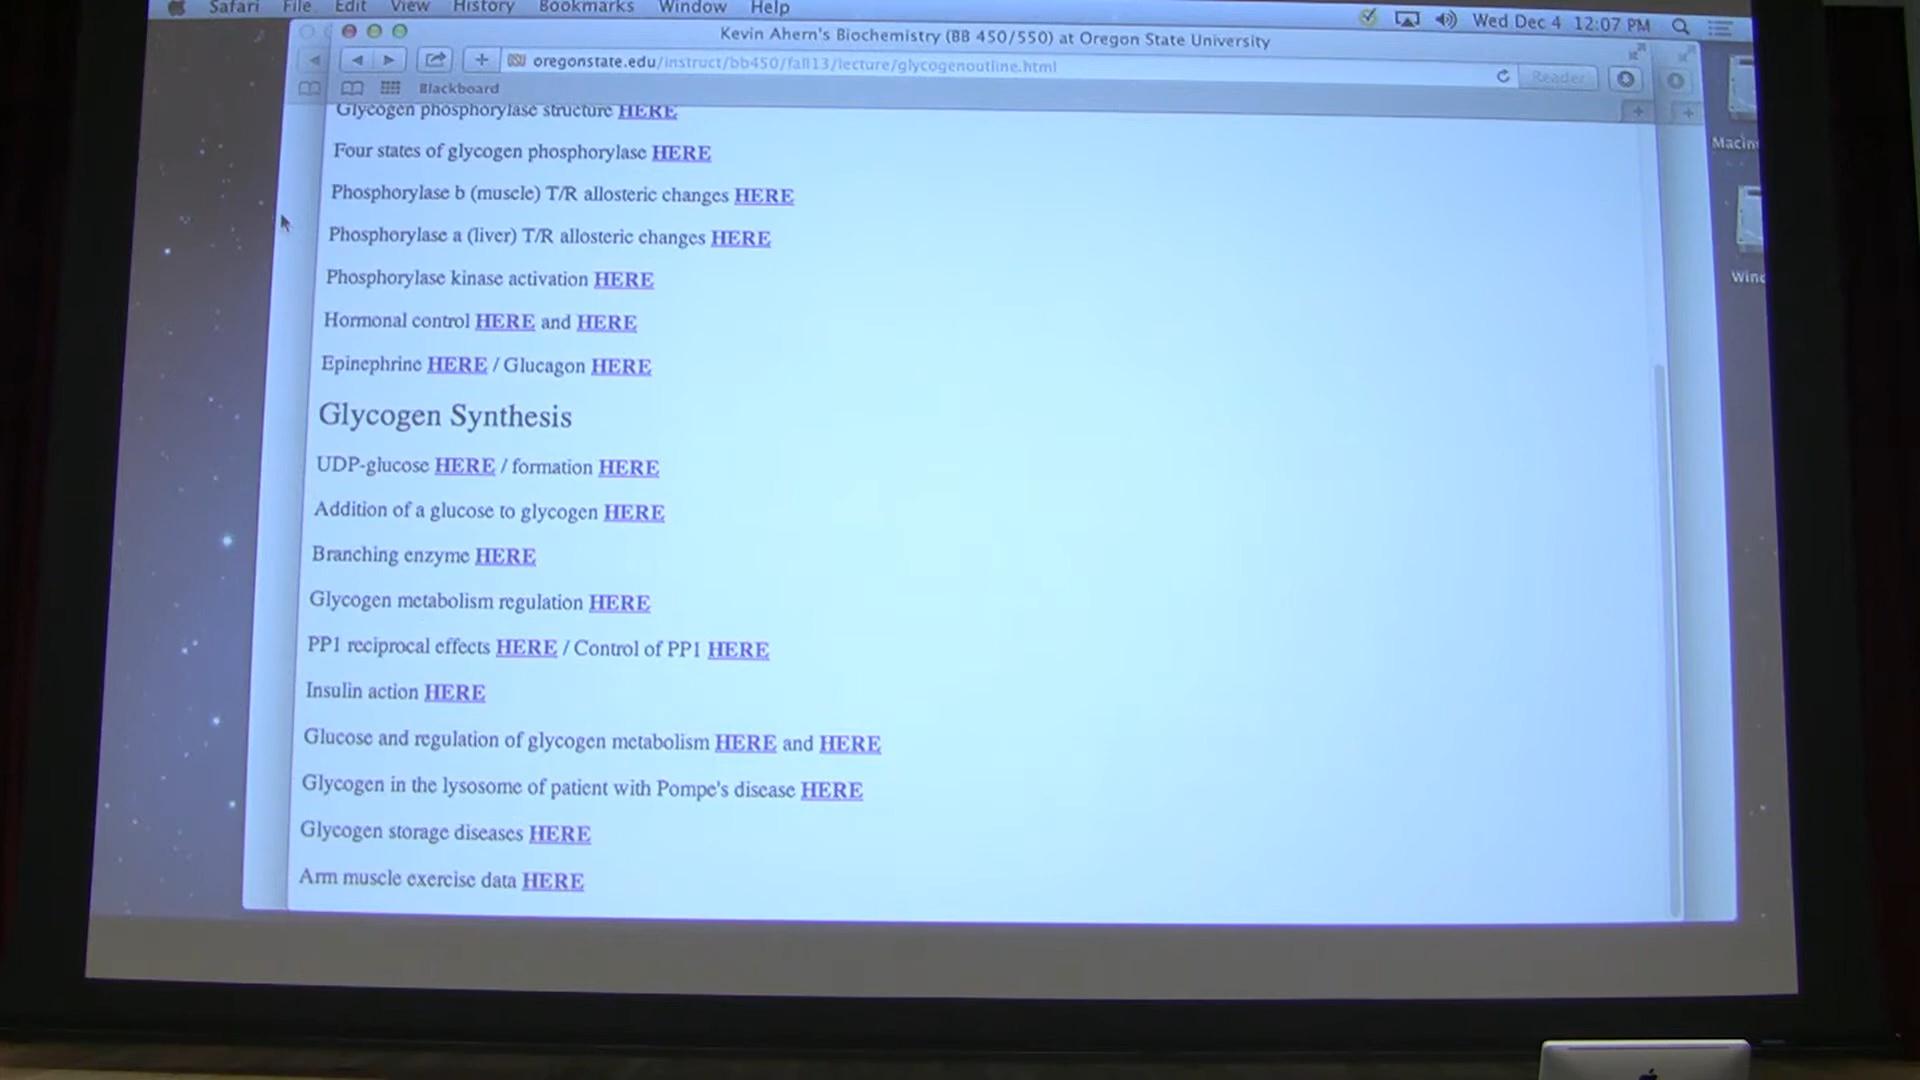 Safari File Edit View History Bookmarks Window Help
Wed Dec 4 12:07 PM
Kevin Ahern's Biochemistry (BB 450/550) at Oregon State University
oregonstate.edu/instruct/bb450/fall13/lecture/glycogenoutline.html
Reader
Blackboard
Glycogen phosphorylase structure HERE
Four states of glycogen phosphorylase HERE
Phosphorylase b (muscle) T/R allosteric changes HERE
Phosphorylase a (liver) T/R allosteric changes HERE
Phosphorylase kinase activation HERE
Hormonal control HERE and HERE
Epinephrine HERE / Glucagon HERE
Glycogen Synthesis
UDP-glucose HERE / formation HERE
Addition of a glucose to glycogen HERE
Branching enzyme HERE
Glycogen metabolism regulation HERE
PP1 reciprocal effects HERE / Control of PP1 HERE
Insulin action HERE
Glucose and regulation of glycogen metabolism HERE and HERE
Glycogen in the lysosome of patient with Pompe's disease HERE
Glycogen storage diseases HERE
Arm muscle exercise data HERE
Macin
Wind